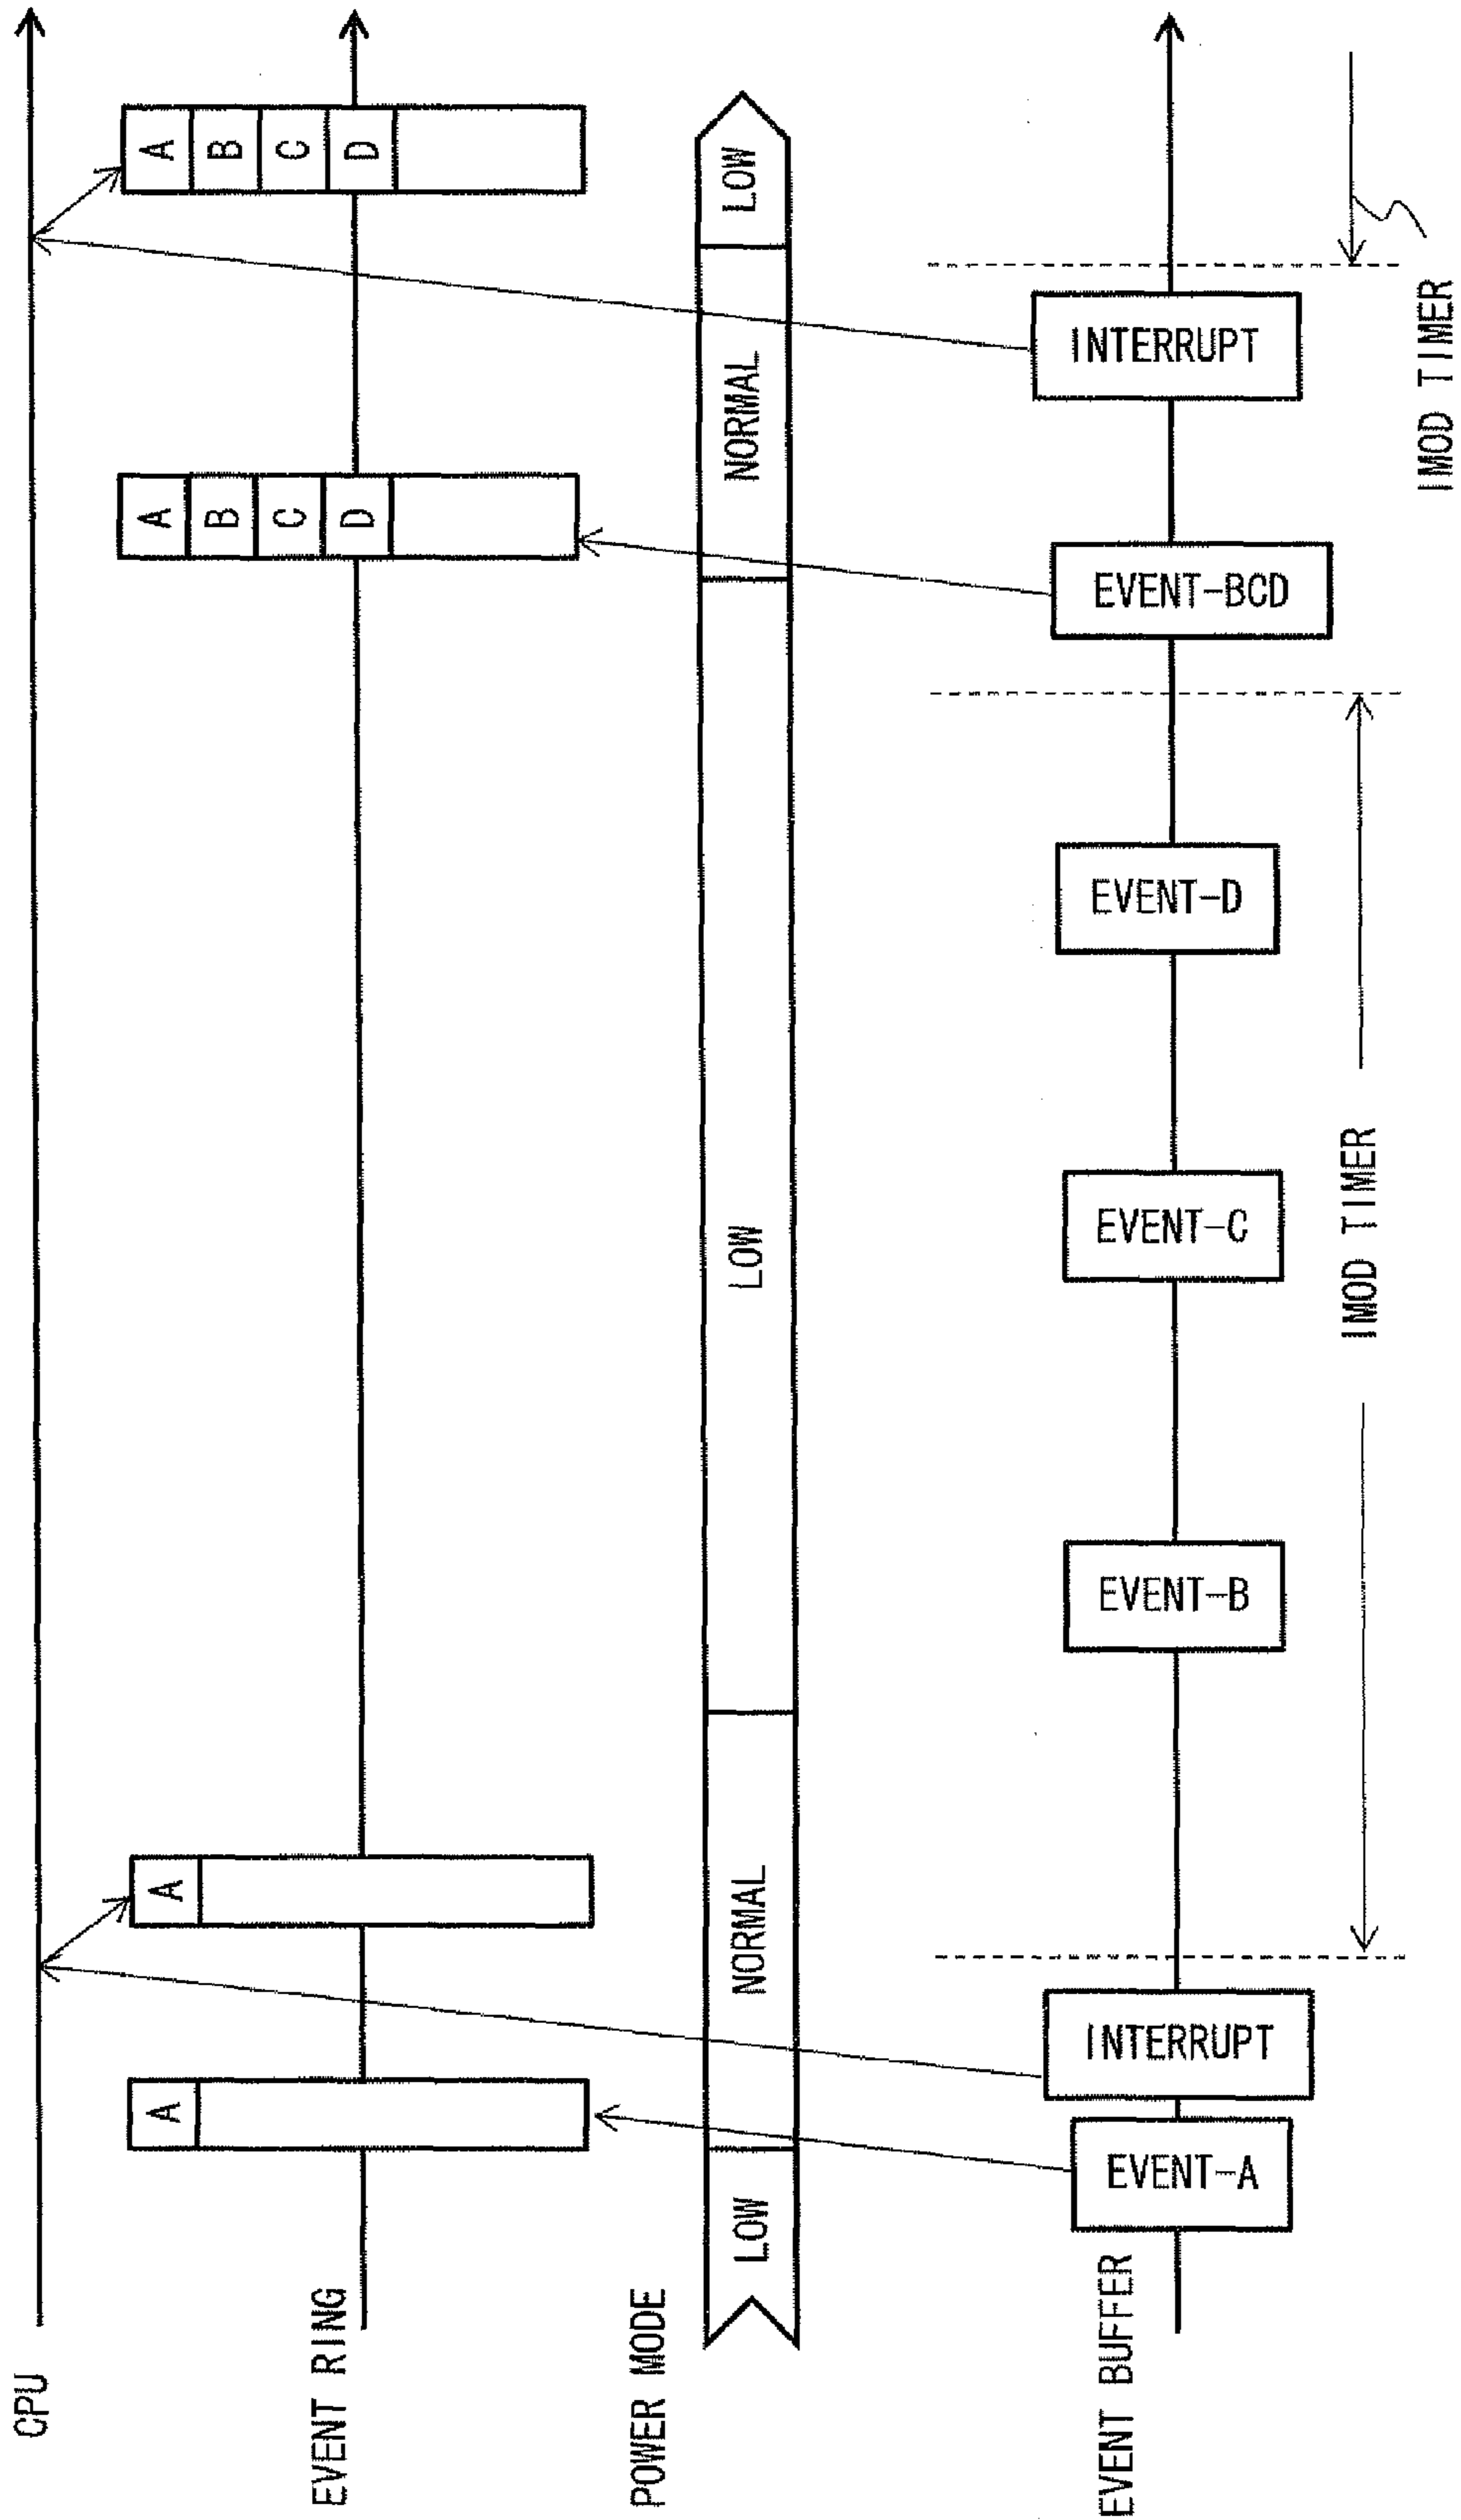 CPU
A
A
A
B
C
D
A
B
C
D
EVENT RING
POWER MODE
LOW
NORMAL
LOW
NORMAL
LOW
EVENT BUFFER
EVENT-A
INTERRUPT
EVENT-B
EVENT-C
EVENT-D
EVENT-BCD
INTERRUPT
IMOD TIMER
IMOD TIMER